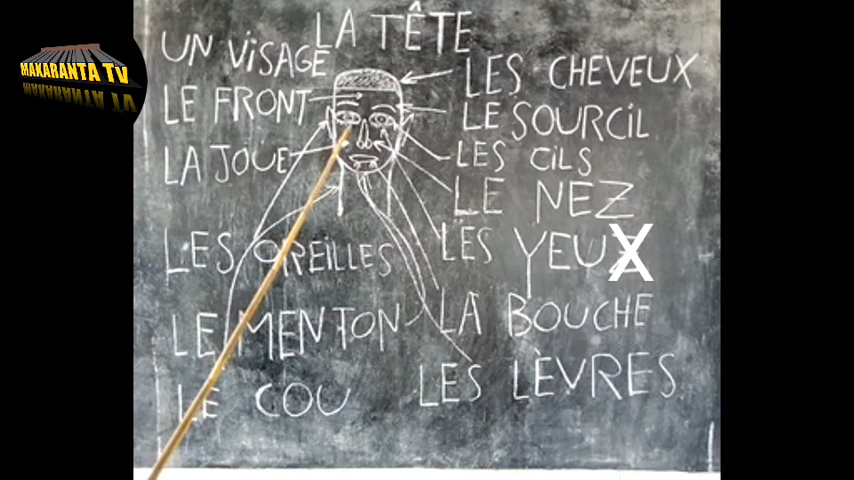 MAKARANTA TV
LA TÊTE
UN VISAGE
LES CHEVEUX
LE FRONT
LE SOURCIL
LA JOUE
LES CILS
LE NEZ
LES OREILLES
LES YEUX
LE MENTON
LA BOUCHE
LE COU
LES LÈVRES